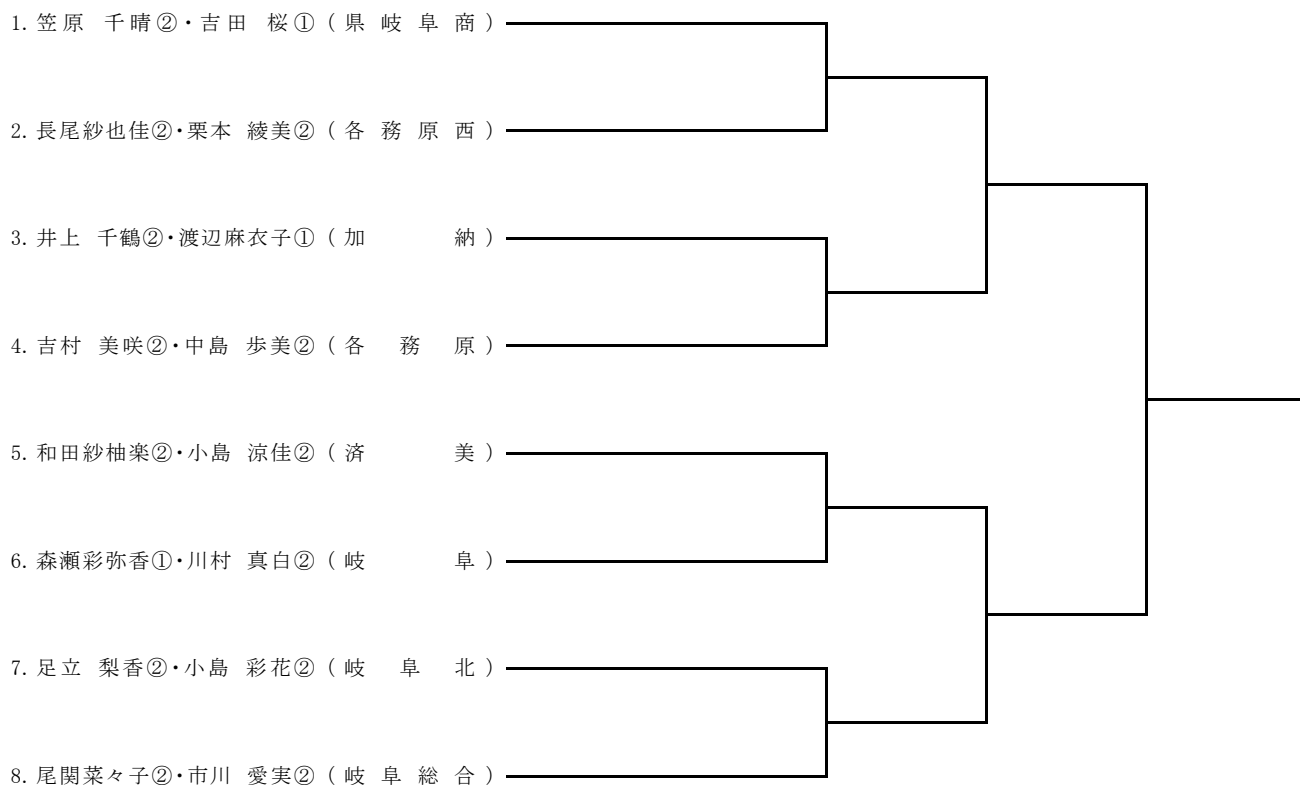 1. 笠原 千晴②・吉田 桜①（県岐阜商）
2. 長尾紗也佳②・栗本 綾美②（各務原西）
3. 井上 千鶴②・渡辺麻衣子①（加納）
4. 吉村 美咲②・中島 歩美②（各務原）
5. 和田紗柚楽②・小島 涼佳②（済美）
6. 森瀬彩弥香①・川村 真白②（岐阜）
7. 足立 梨香②・小島 彩花②（岐阜北）
8. 尾関菜々子②・市川 愛実②（岐阜総合）